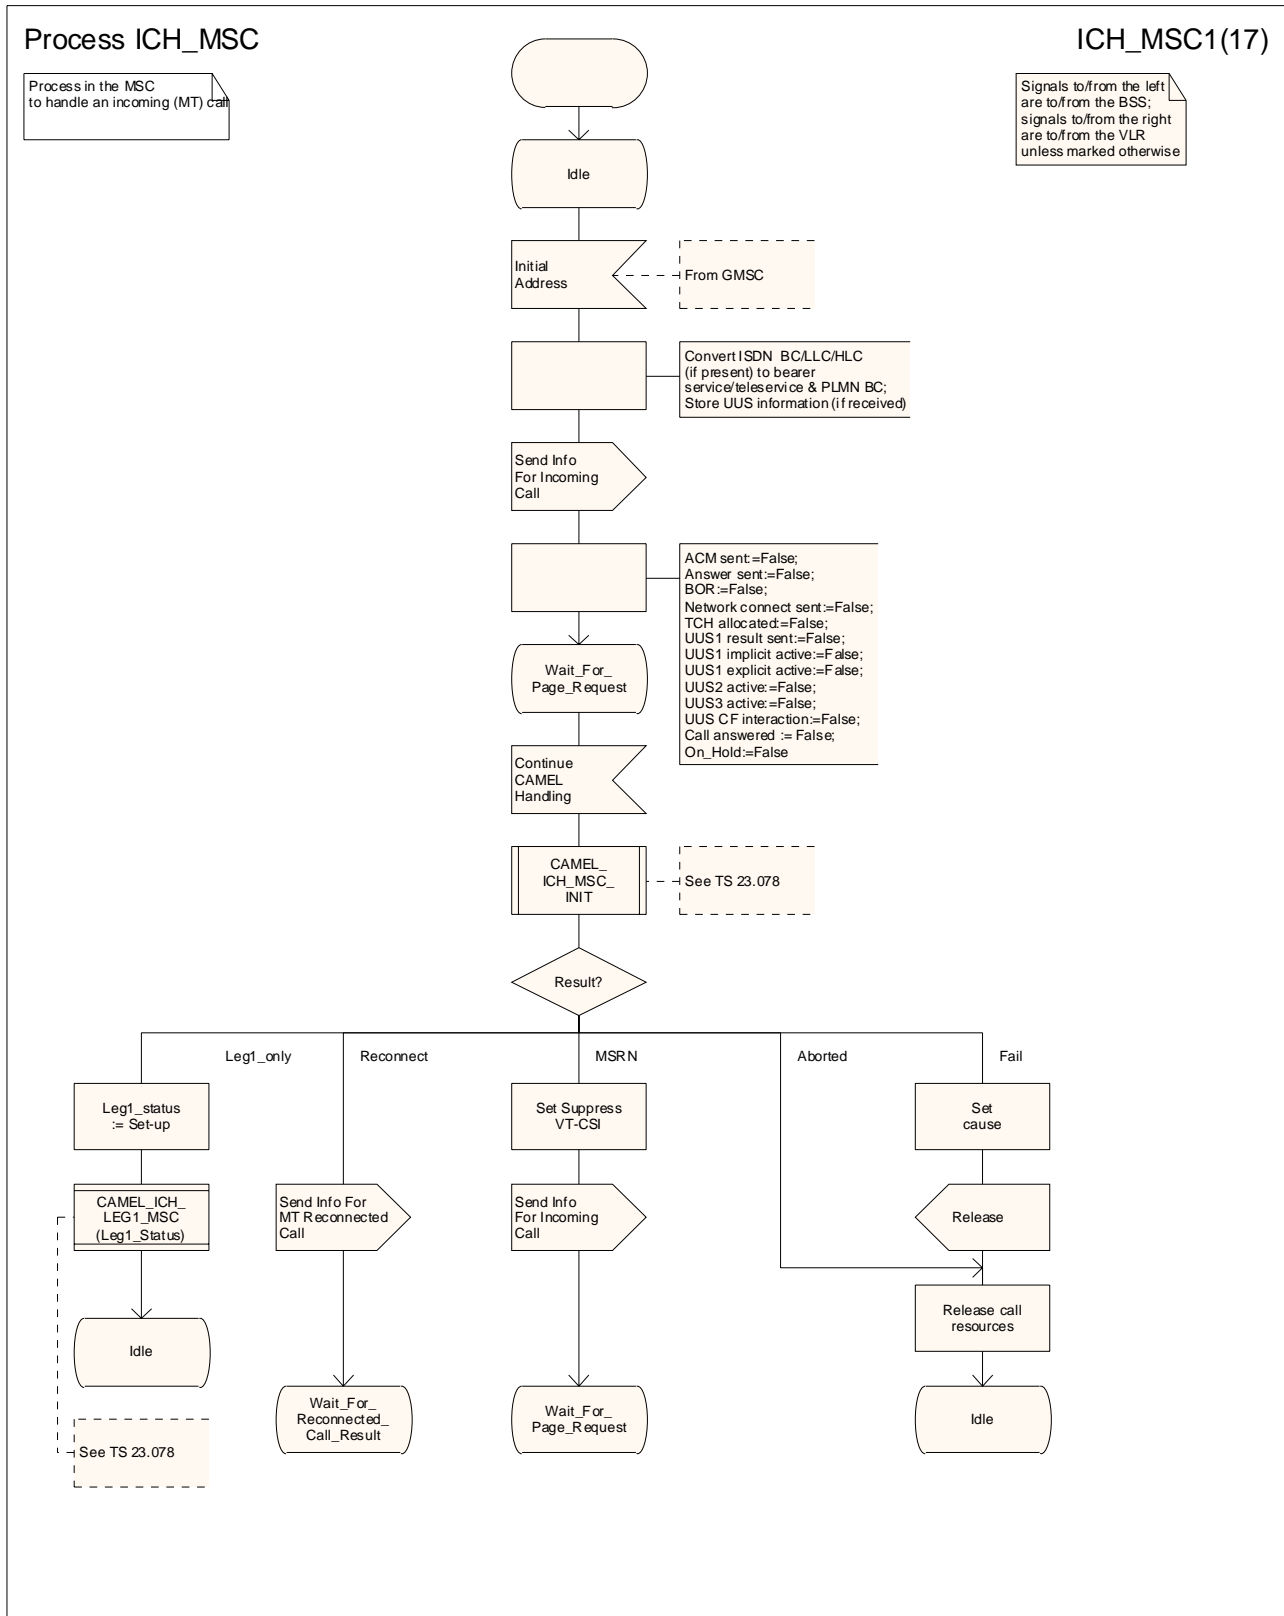 Process ICH_MSC
ICH_MSC1(17)
Process in the MSC
to handle an incoming (MT) call
Signals to/from the left
are to/from the BSS;
signals to/from the right
are to/from the VLR
unless marked otherwise
Idle
Initial
Address
From GMSC
Convert ISDN BC/LLC/HLC
(if present) to bearer
service/teleservice & PLMN BC;
Store UUS information (if received)
Send Info
For Incoming
Call
ACM sent:=False;
Answer sent:=False;
BOR:=False;
Network connect sent:=False;
TCH allocated:=False;
UUS1 result sent:=False;
UUS1 implicit active:=False;
UUS1 explicit active:=False;
UUS2 active:=False;
UUS3 active:=False;
UUS CF interaction:=False;
Call answered := False;
On_Hold:=False
Wait_For_
Page_Request
Continue
CAMEL
Handling
CAMEL_
ICH_MSC_
INIT
See TS 23.078
Result?
Leg1_only
Reconnect
MSRN
Aborted
Fail
Leg1_status
:= Set-up
Set Suppress
VT-CSI
Set
cause
CAMEL_ICH_
LEG1_MSC
(Leg1_Status)
Send Info For
MT Reconnected
Call
Send Info
For Incoming
Call
Release
Release call
resources
Idle
Wait_For_
Reconnected_
Call_Result
Wait_For_
Page_Request
Idle
See TS 23.078